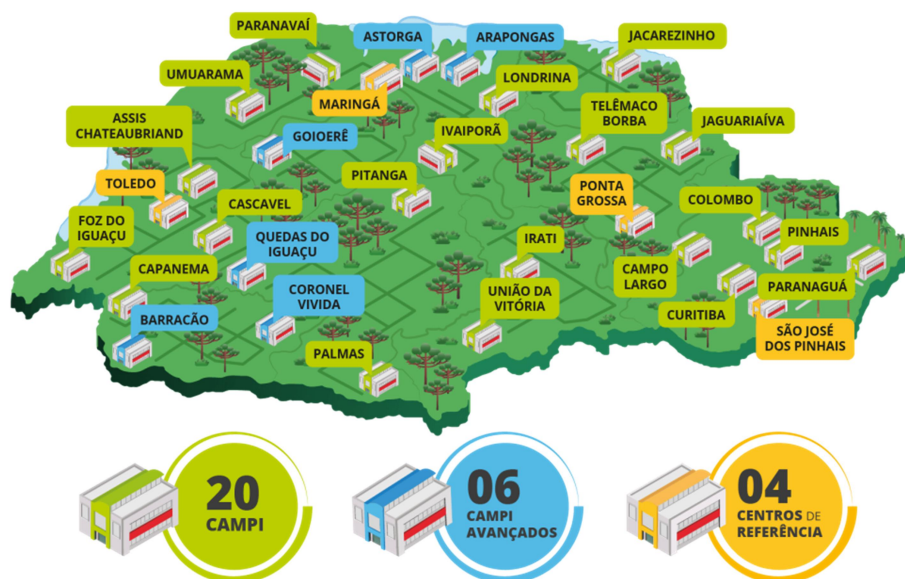 PARANAVAÍ
ASTORGA
ARAPONGAS
JACAREZINHO
UMUARAMA
MARINGÁ
LONDRINA
ASSIS
CHATEAUBRIAND
GOIOERÊ
IVAIPORÃ
TELÊMACO
BORBA
JAGUARIAÍVA
TOLEDO
PITANGA
PONTA
GROSSA
COLOMBO
CASCAVEL
FOZ DO
IGUAÇU
QUEDAS DO
IGUAÇU
IRATI
PINHAIS
CAPANEMA
CAMPO
LARGO
CORONEL
VIVIDA
UNIÃO DA
VITÓRIA
PARANAGUÁ
BARRACÃO
CURITIBA
SÃO JOSÉ
DOS PINHAIS
PALMAS
20
CAMPI
06
CAMPI
AVANÇADOS
04
CENTROS DE
REFERÊNCIA